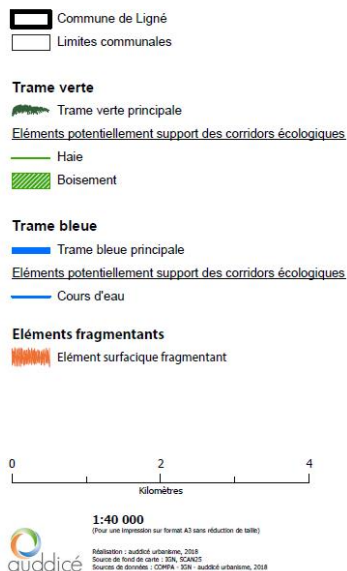 Commune de Ligné
Limites communales
Trame verte
Trame verte principale
Eléments potentiellement support des corridors écologiques
Haie
Boisement
Trame bleue
Trame bleue principale
Eléments potentiellement support des corridors écologiques
Cours d'eau
Eléments fragmentants
Elément surfacique fragmentant
0 2 4
Kilomètres
1:40 000
(Pour une impression sur format A3 sans réduction de taille)
auddicé
Réalisation : auddicé urbanisme, 2018
Source de fond de carte : IGN, SCAN25
Sources de données : COMPA - IGN - auddicé urbanisme, 2018